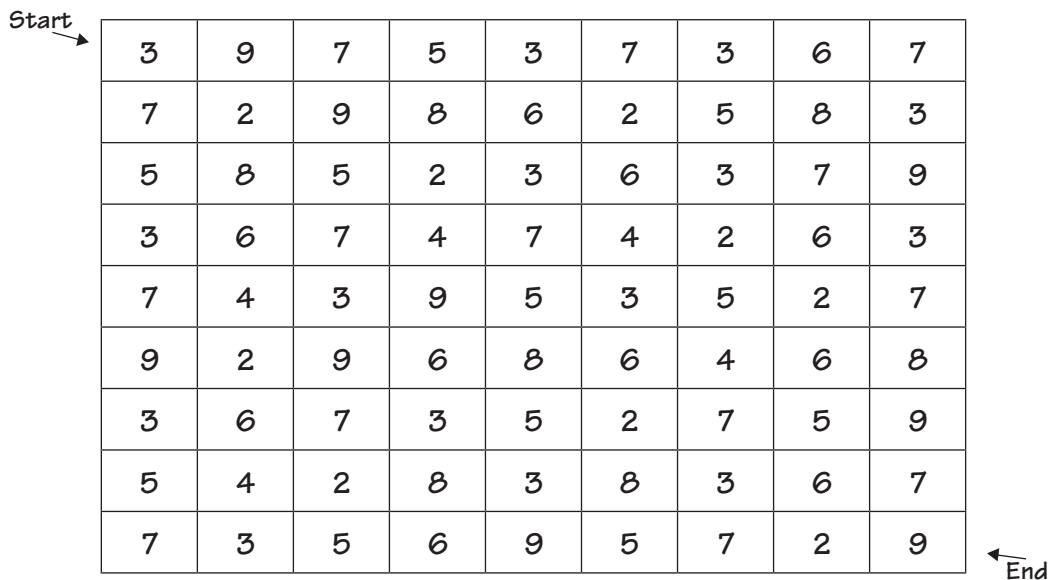 Start
3 9 7 5 3 7 3 6 7
7 2 9 8 6 2 5 8 3
5 8 5 2 3 6 3 7 9
3 6 7 4 7 4 2 6 3
7 4 3 9 5 3 5 2 7
9 2 9 6 8 6 4 6 8
3 6 7 3 5 2 7 5 9
5 4 2 8 3 8 3 6 7
7 3 5 6 9 5 7 2 9
End